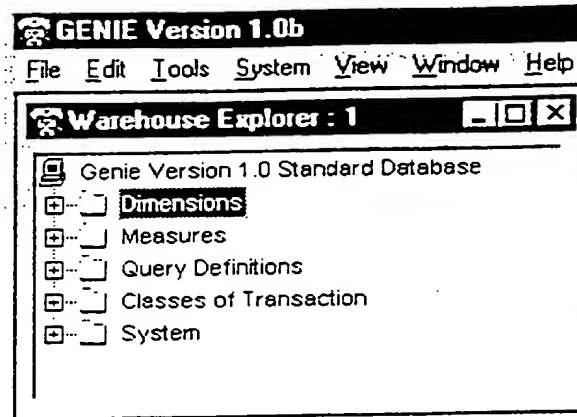 GENIE Version 1.0b
File Edit Tools System View Window Help
Warehouse Explorer : 1
Genie Version 1.0 Standard Database
Dimensions
Measures
Query Definitions
Classes of Transaction
System